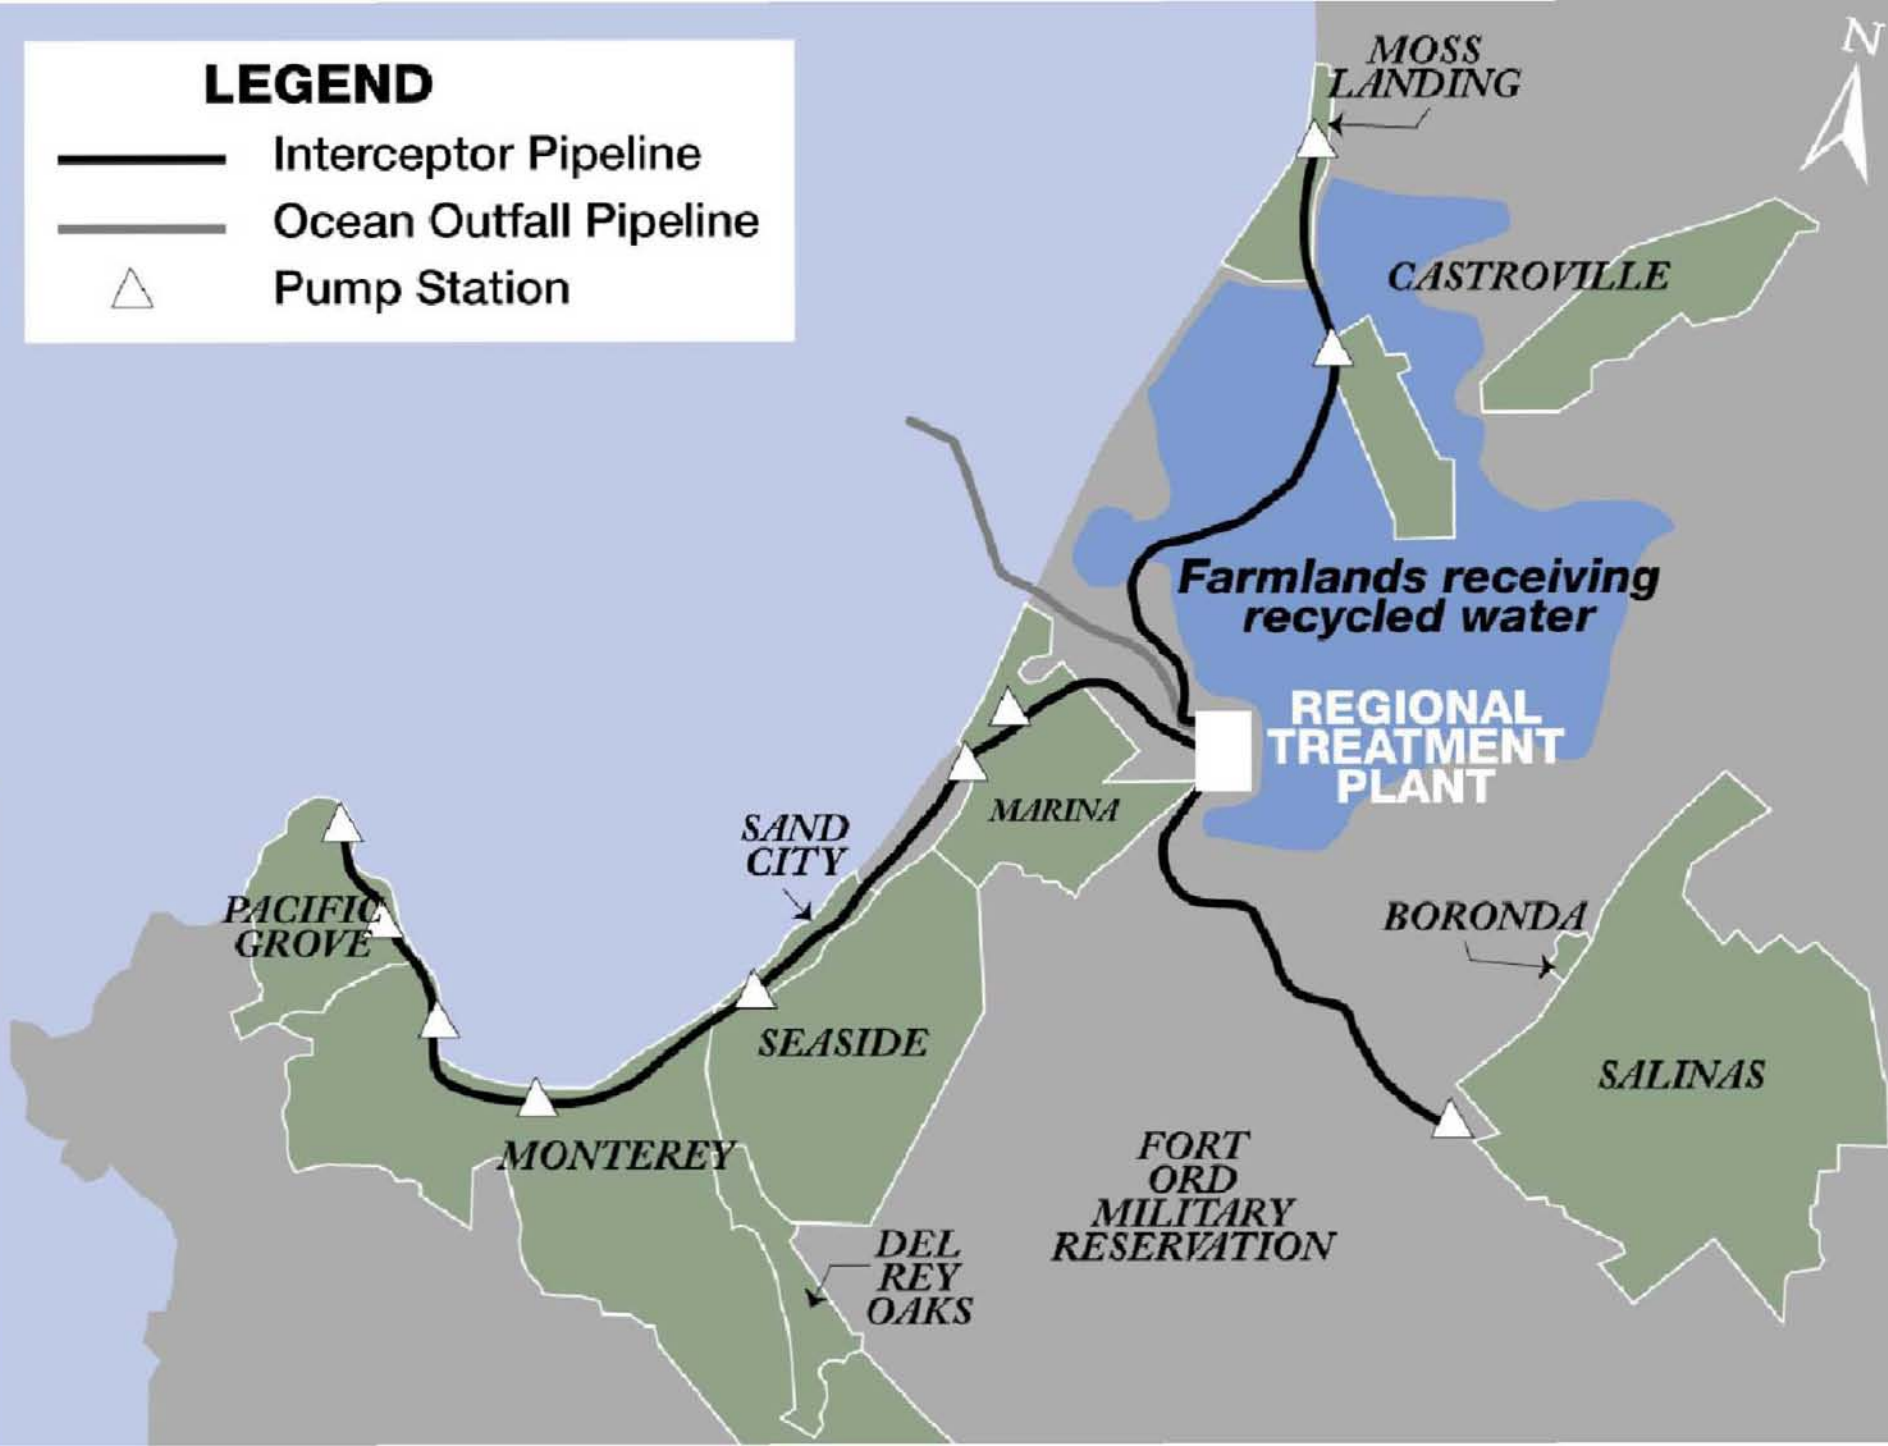 LEGEND
Interceptor Pipeline
Ocean Outfall Pipeline
Pump Station
N
MOSS
LANDING
CASTROVILLE
Farmlands receiving
recycled water
REGIONAL
TREATMENT
PLANT
MARINA
SAND
CITY
PACIFIC
GROVE
BORONDA
SEASIDE
SALINAS
MONTEREY
FORT
ORD
MILITARY
RESERVATION
DEL
REY
OAKS